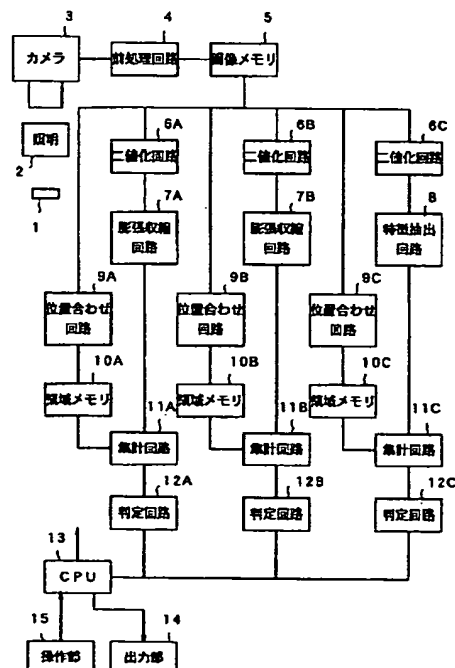 3
4
5
カメラ
前処理回路
画像メモリ
照明
2
1
6A
6B
6C
二値化回路
二値化回路
二値化回路
7A
7B
8
膨張収縮
回路
膨張収縮
回路
特徴抽出
回路
9A
9B
9C
位置合わせ
回路
位置合わせ
回路
位置合わせ
回路
10A
10B
10C
領域メモリ
領域メモリ
領域メモリ
11A
11B
11C
集計回路
集計回路
集計回路
12A
12B
12C
判定回路
判定回路
判定回路
13
CPU
15
14
操作部
出力部